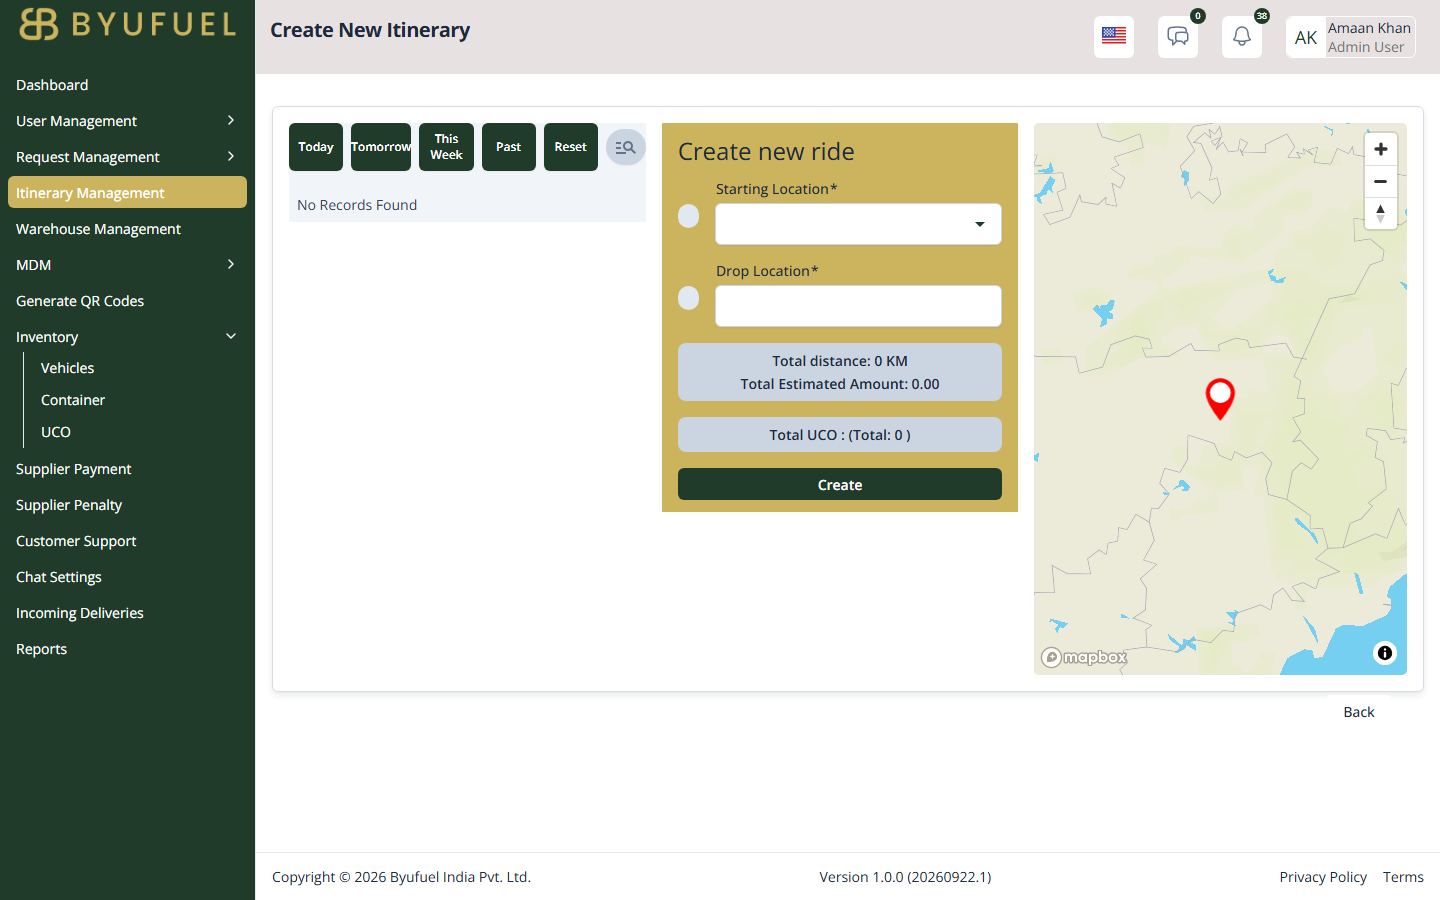 BYUFUEL
Create New Itinerary
0
38
AK
Amaan Khan
Admin User
Dashboard
User Management
Request Management
Itinerary Management
Warehouse Management
MDM
Generate QR Codes
Inventory
Vehicles
Container
UCO
Supplier Payment
Supplier Penalty
Customer Support
Chat Settings
Incoming Deliveries
Reports
Today
Tomorrow
This
Week
Past
Reset
No Records Found
Create new ride
Starting Location*
Drop Location*
Total distance: 0 KM
Total Estimated Amount: 0.00
Total UCO : (Total: 0 )
Create
mapbox
Back
Copyright © 2026 Byufuel India Pvt. Ltd.
Version 1.0.0 (20260922.1)
Privacy Policy
Terms